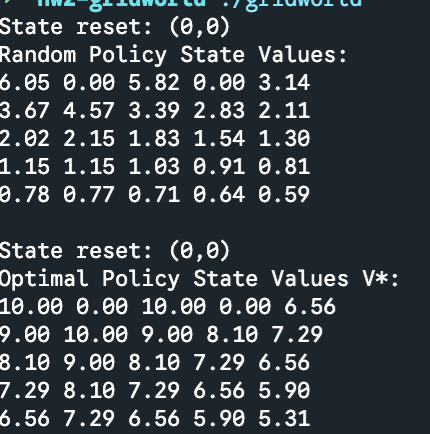 hw2-gridworld ./gridworld
State reset: (0,0)
Random Policy State Values:
6.05 0.00 5.82 0.00 3.14
3.67 4.57 3.39 2.83 2.11
2.02 2.15 1.83 1.54 1.30
1.15 1.15 1.03 0.91 0.81
0.78 0.77 0.71 0.64 0.59
State reset: (0,0)
Optimal Policy State Values V*:
10.00 0.00 10.00 0.00 6.56
9.00 10.00 9.00 8.10 7.29
8.10 9.00 8.10 7.29 6.56
7.29 8.10 7.29 6.56 5.90
6.56 7.29 6.56 5.90 5.31